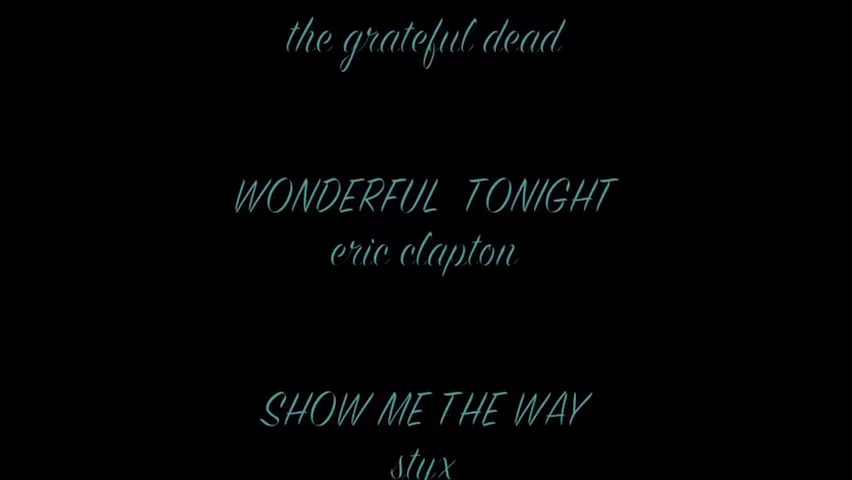 the grateful dead
WONDERFUL TONIGHT
eric clapton
SHOW ME THE WAY
styx